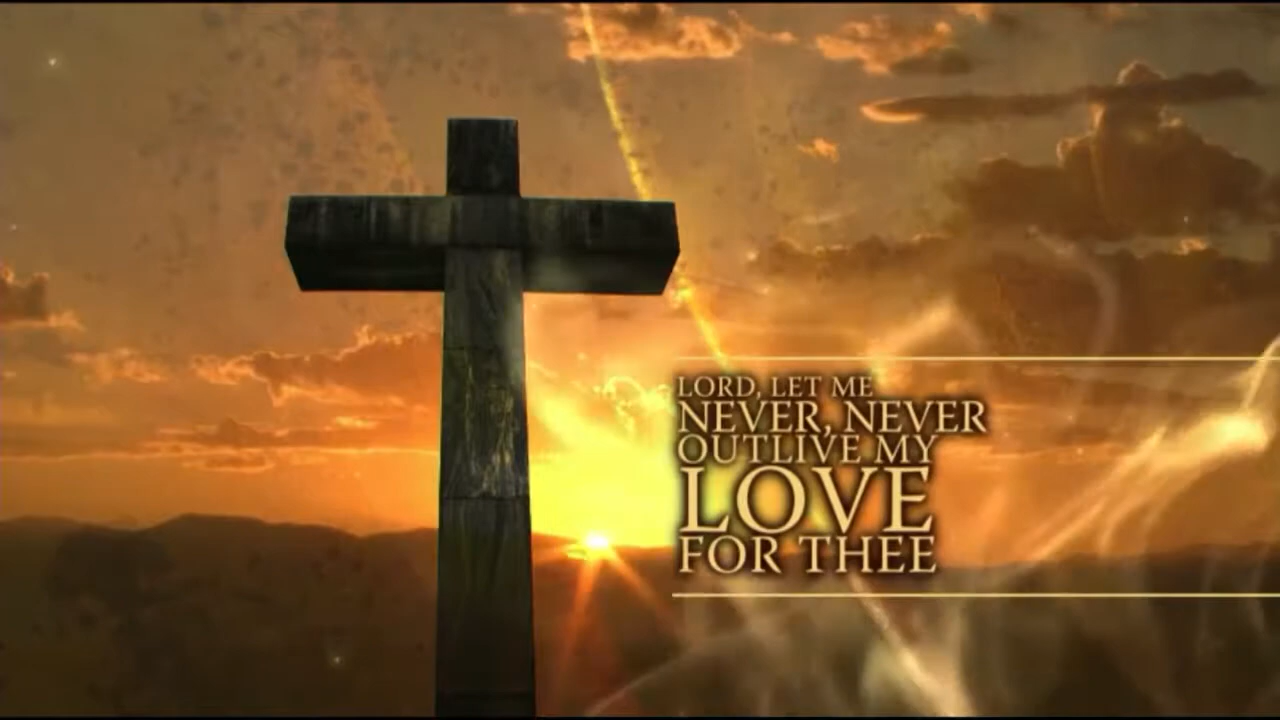 LORD, LET ME
NEVER, NEVER
OUTLIVE MY
LOVE
FOR THEE